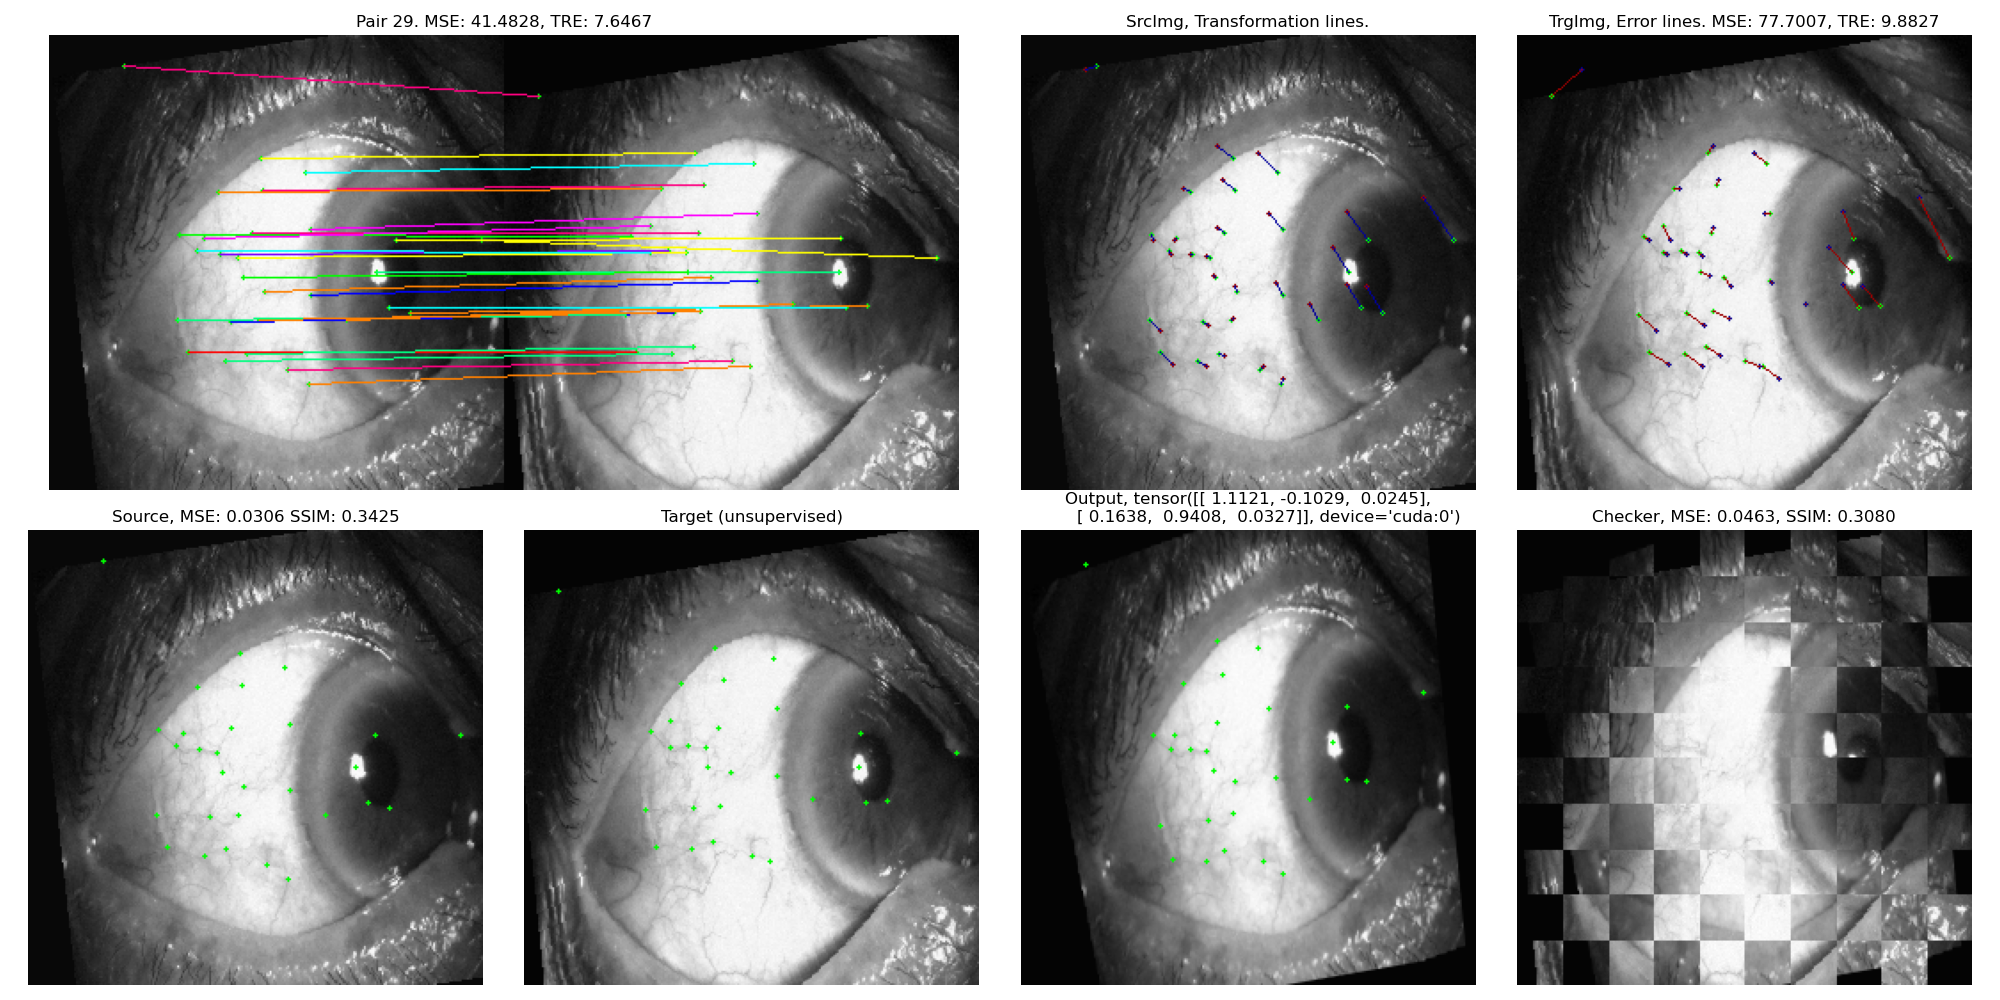 Pair 29. MSE: 41.4828, TRE: 7.6467
SrcImg, Transformation lines.
TrgImg, Error lines. MSE: 77.7007, TRE: 9.8827
Source, MSE: 0.0306 SSIM: 0.3425
Target (unsupervised)
Output, tensor([[ 1.1121, -0.1029,  0.0245],
[ 0.1638,  0.9408,  0.0327]], device='cuda:0')
Checker, MSE: 0.0463, SSIM: 0.3080